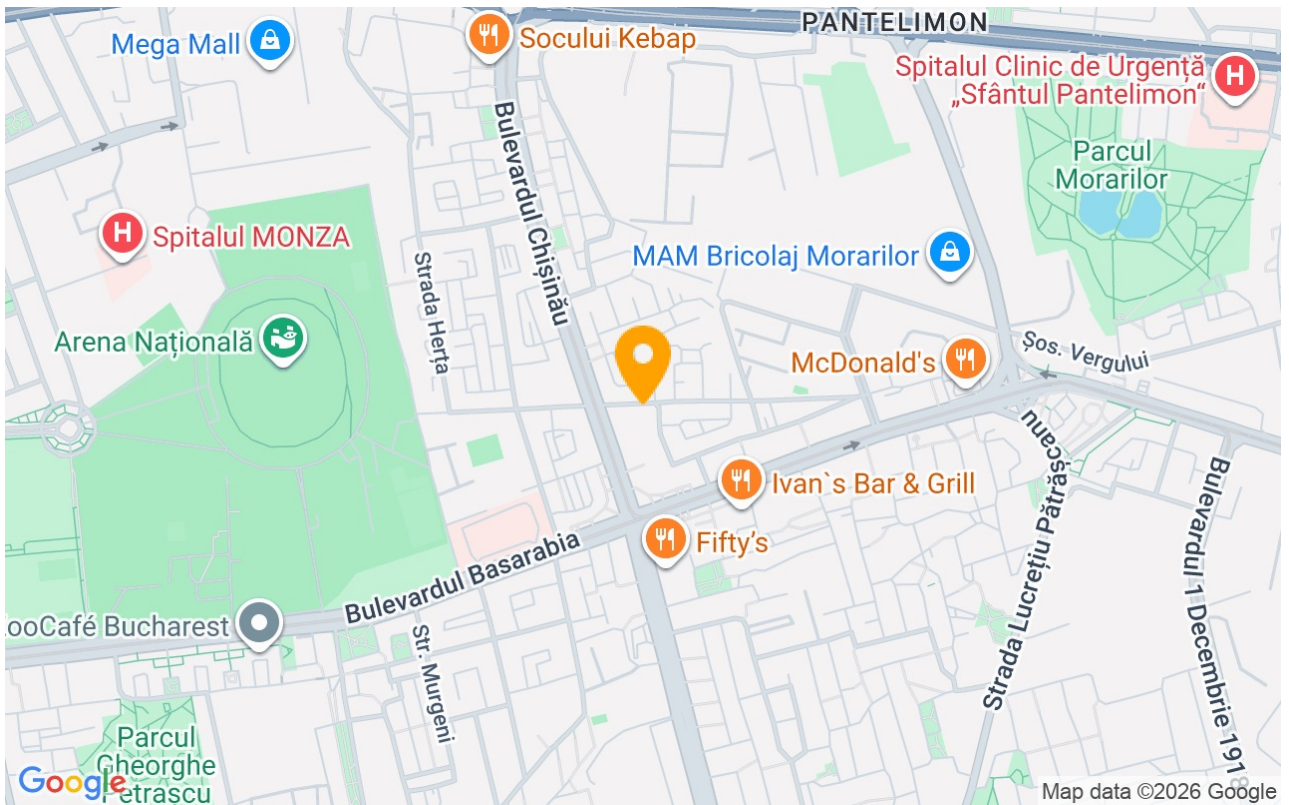 PANTELIMON
Mega Mall
Socului Kebap
Spitalul Clinic de Urgență
„Sfântul Pantelimon“
Bulevardul Chișinău
Parcul
Morarilor
Spitalul MONZA
MAM Bricolaj Morarilor
Strada Herța
Arena Națională
Șos. Vergului
McDonald's
Strada Lucrețiu Pătrășcanu
Ivan`s Bar & Grill
Bulevardul 1 Decembrie 1918
Fifty’s
Bulevardul Basarabia
ooCafé Bucharest
Str. Murgeni
Parcul
Gheorghe
Petrașcu
Google
Map data ©2026 Google